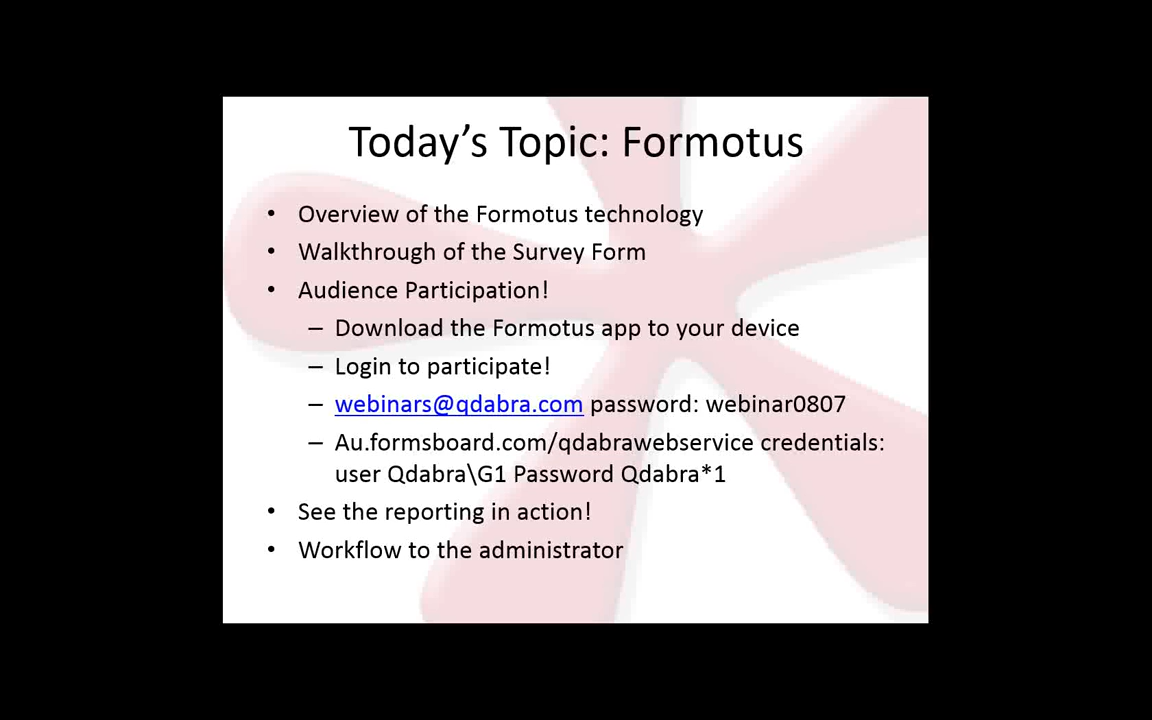 Today's Topic: Formotus
• Overview of the Formotus technology
• Walkthrough of the Survey Form
• Audience Participation!
– Download the Formotus app to your device
– Login to participate!
– webinars@qdabra.com password: webinar0807
– Au.formsboard.com/qdabrawebservice credentials:
user Qdabra\G1 Password Qdabra*1
• See the reporting in action!
• Workflow to the administrator